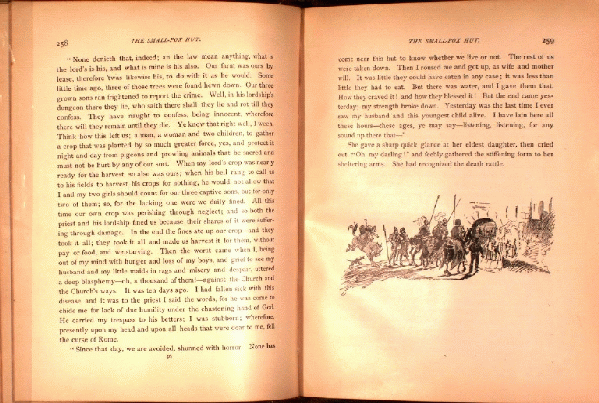 258 THE SMALL-POX HUT.
"None denieth that, indeed; an the law mean anything, what is
the lord's is his, and what is mine is his also. Our farm was ours by
lease, therefore 'twas likewise his, to do with it as he would. Some
little time ago, three of those trees were found hewn down. Our three
grown sons ran frightened to report the crime. Well, in his lordship's
dungeon there they lie, who saith there shall they lie and rot till they
confess. They have naught to confess, being innocent, wherefore
there will they remain until they die. Ye know that right well, I ween.
Think how this left us; a man, a woman and two children, to gather
a crop that was planted by so much greater force, yes, and protect it
night and day from pigeons and prowling animals that be sacred and
must not be hurt by any of our sort. When my lord's crop was nearly
ready for the harvest, so also was ours; when his bell rang to call us
to his fields to harvest his crops for nothing, he would not allow that
I and my two girls should count for our three captive sons, but for only
two of them; so, for the lacking one were we daily fined. All this
time our own crop was perishing through neglect; and so both the
priest and his lordship fined us because their shares of it were suffer-
ing through damage. In the end the fines ate up our crop—and they
took it all; they took it all and made us harvest it for them, without
pay or food, and we starving. Then the worst came when I, being
out of my mind with hunger and loss of my boys, and grief to see my
husband and my little maids in rags and misery and despair, uttered
a deep blasphemy—oh, a thousand of them!—against the Church and
the Church's ways. It was ten days ago. I had fallen sick with this
disease, and it was to the priest I said the words, for he was come to
chide me for lack of due humility under the chastening hand of God.
He carried my trespass to his betters; I was stubborn; wherefore,
presently upon my head and upon all heads that were dear to me, fell
the curse of Rome.
"Since that day, we are avoided, shunned with horror. None has
THE SMALL-POX HUT. 259
come near this hut to know whether we live or not. The rest of us
were taken down. Then I roused me and got up, as wife and mother
will. It was little they could have eaten in any case; it was less than
little they had to eat. But there was water, and I gave them that.
How they craved it! and how they blessed it! But the end came yes-
terday; my strength broke down. Yesterday was the last time I ever
saw my husband and this youngest child alive. I have lain here all
these hours—these ages, ye may say—listening, listening, for any
sound up there that—"
She gave a sharp quick glance at her eldest daughter, then cried
out "Oh, my darling!" and feebly gathered the stiffening form to her
sheltering arms. She had recognized the death rattle.